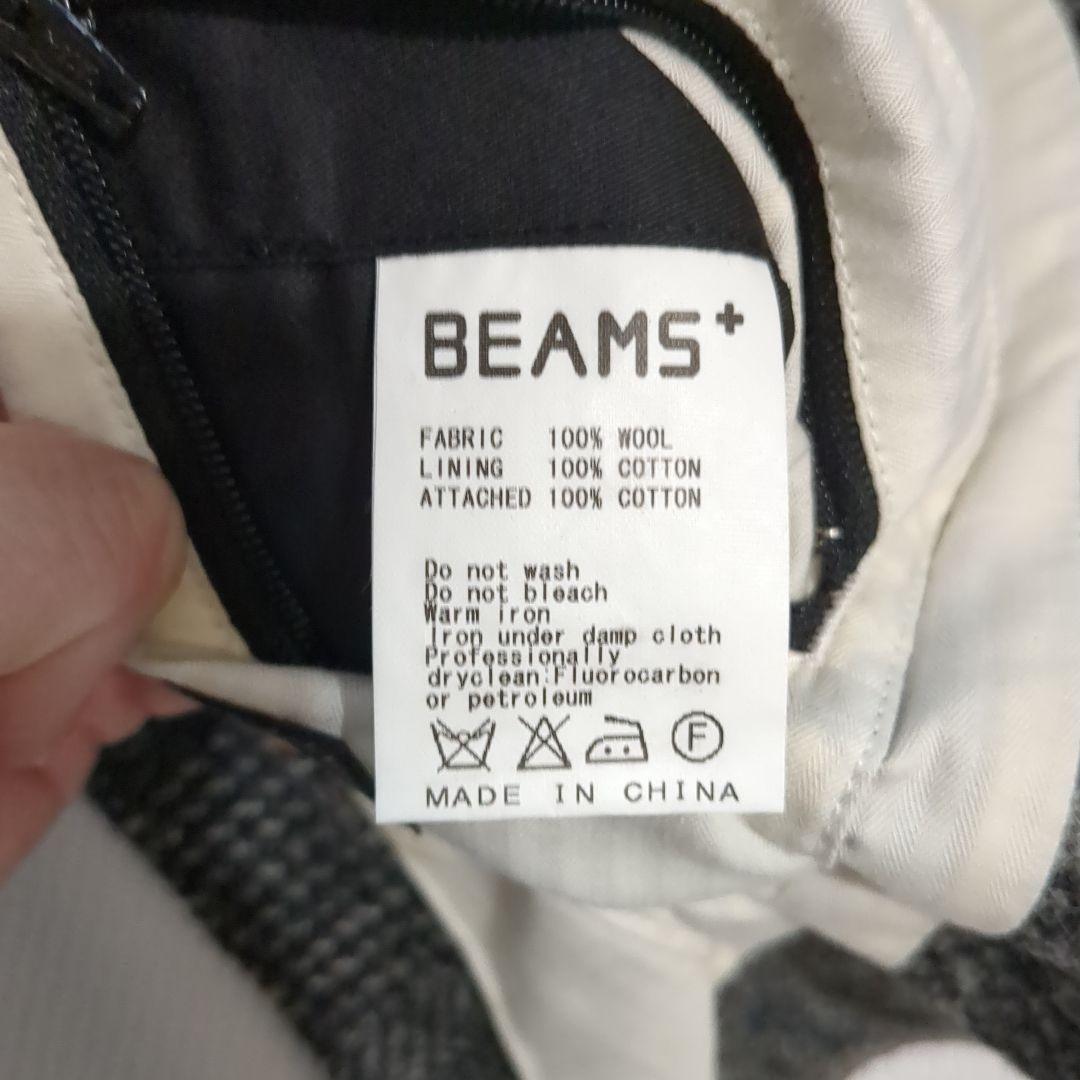 BEAMS+
FABRIC 100% WOOL
LINING 100% COTTON
ATTACHED 100% COTTON
Do not wash
Do not bleach
Warm iron
Iron under damp cloth
Professionally
dryclean:Fluorocarbon
or petroleum
F
MADE IN CHINA